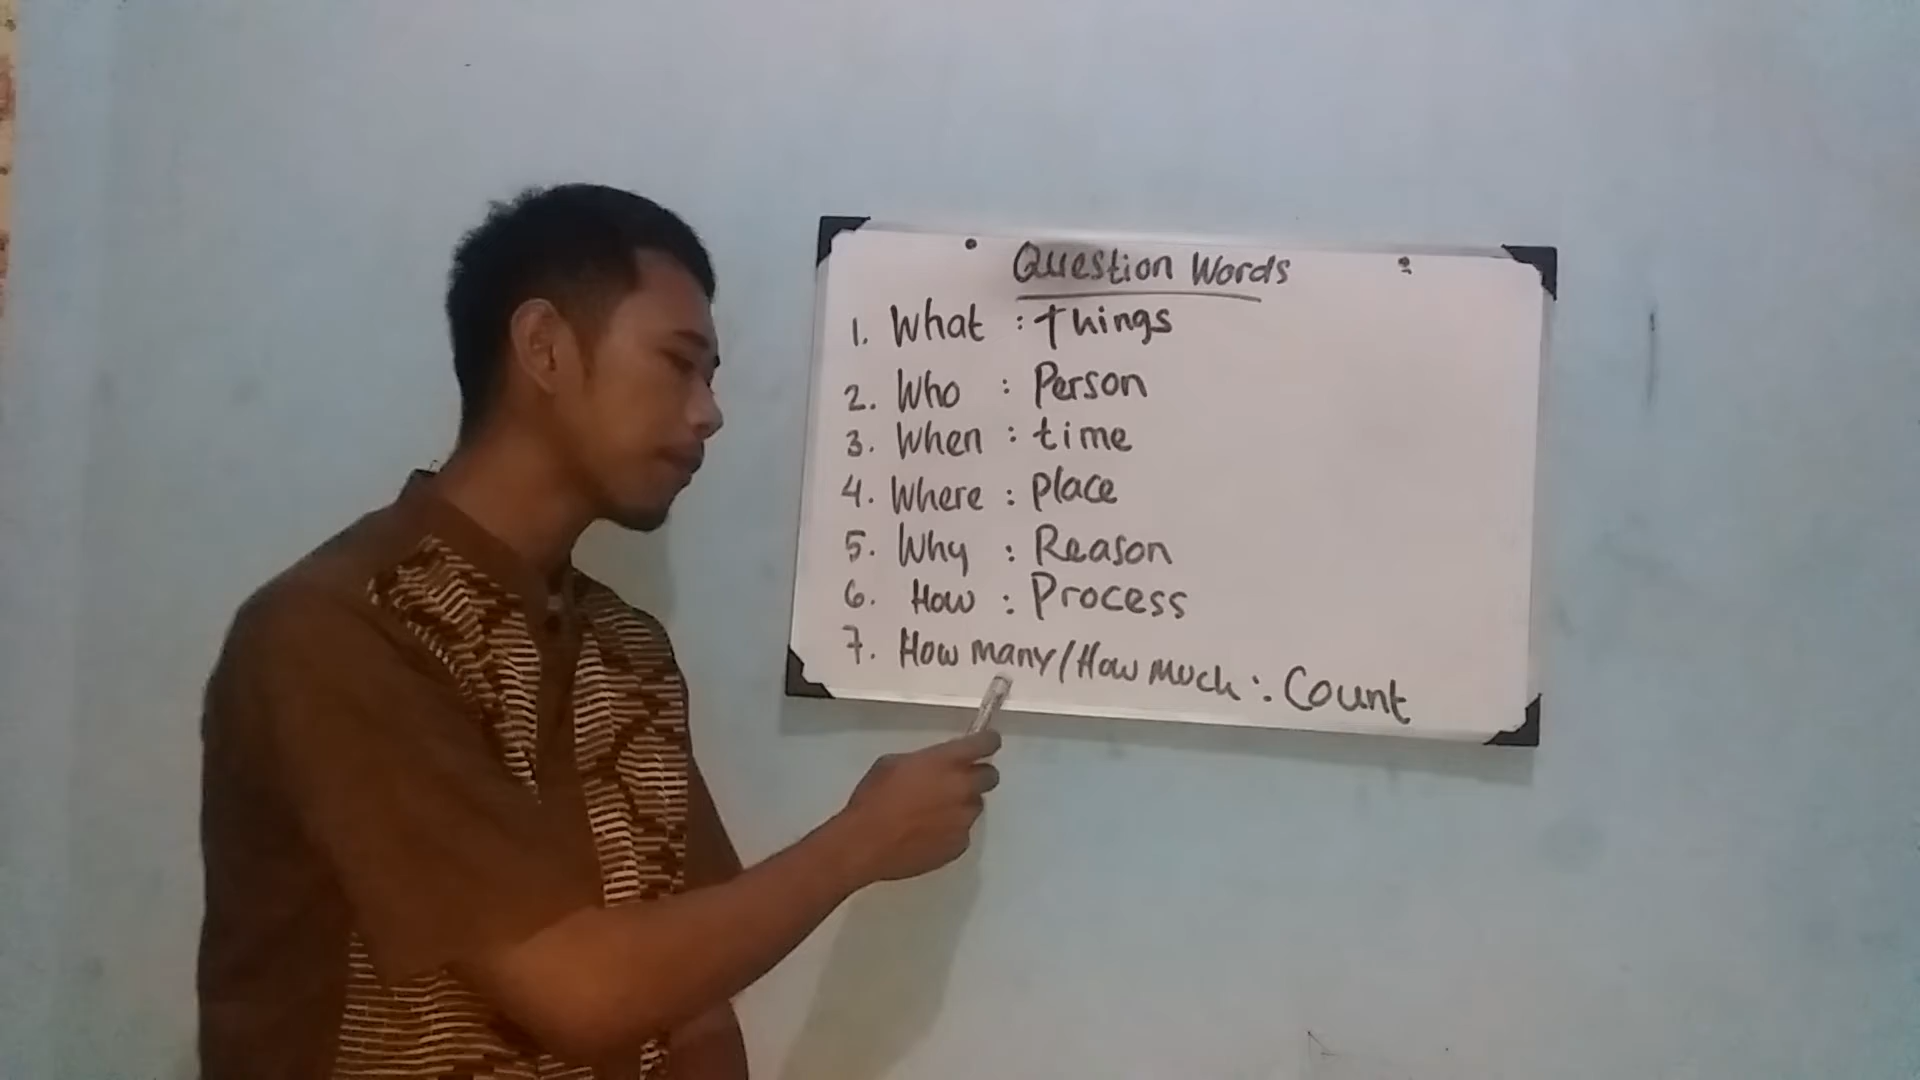 Question Words
1. What : Things
2. Who : Person
3. When : time
4. Where : place
5. Why : Reason
6. How : Process
7. How many/How much : Count